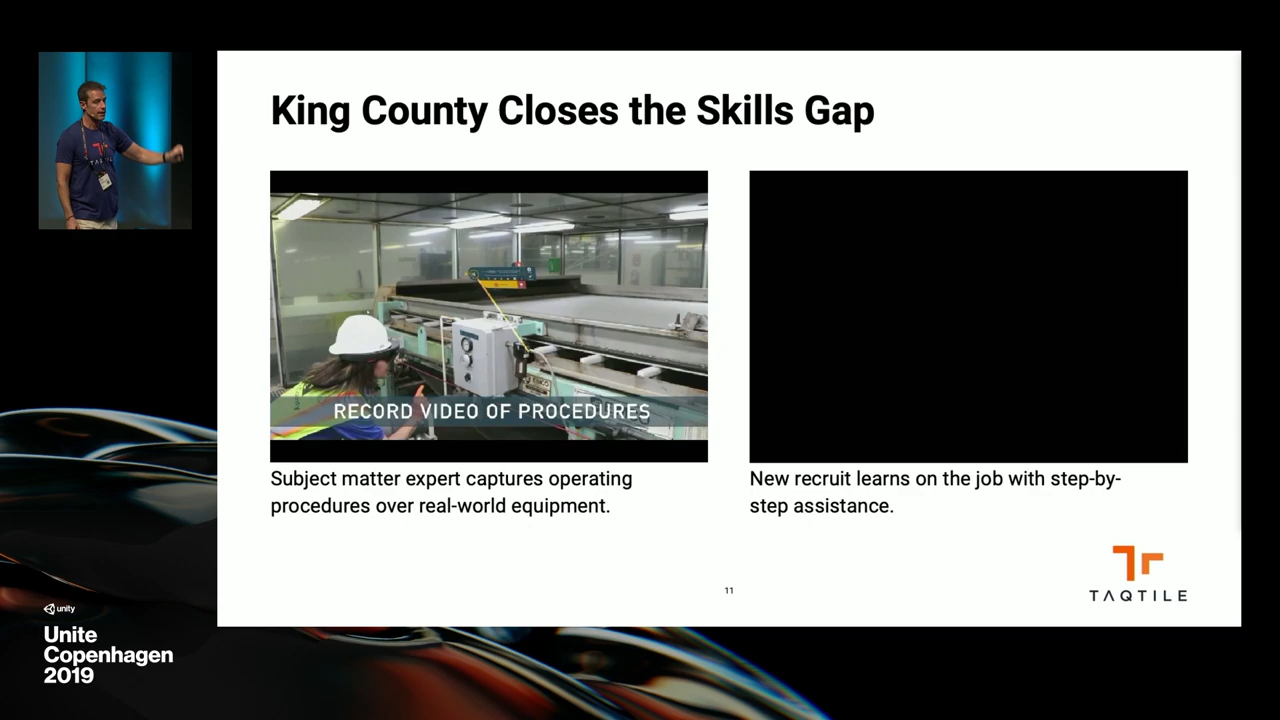 King County Closes the Skills Gap
RECORD VIDEO OF PROCEDURES
Subject matter expert captures operating
procedures over real-world equipment.
New recruit learns on the job with step-by-
step assistance.
11
TAQTILE
unity
Unite
Copenhagen
2019